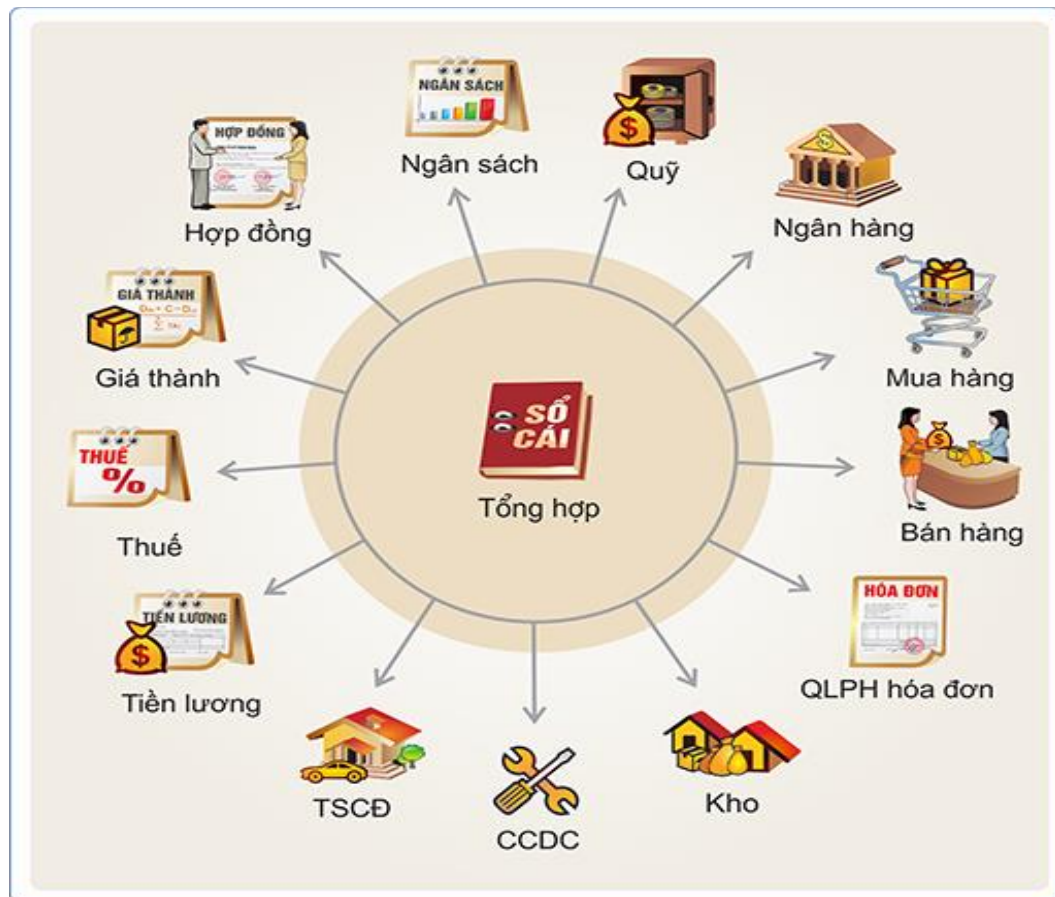 NGÂN SÁCH
Ngân sách
$
Quỹ
HỢP ĐỒNG
Hợp đồng
$
Ngân hàng
GIÁ THÀNH
Giá thành
Mua hàng
SỔ
CÁI
Tổng hợp
THUẾ
%
Thuế
$
Bán hàng
TIỀN LƯƠNG
$
Tiền lương
HÓA ĐƠN
QLPH hóa đơn
TSCĐ
CCDC
Kho